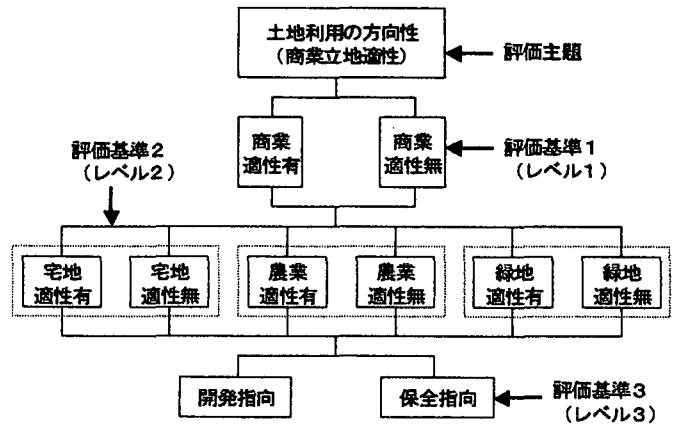 土地利用の方向性
（商業立地適性）
評価主題
商業
適性有
商業
適性無
評価基準１
（レベル１）
評価基準２
（レベル２）
宅地
適性有
宅地
適性無
農業
適性有
農業
適性無
緑地
適性有
緑地
適性無
開発指向
保全指向
評価基準３
（レベル３）